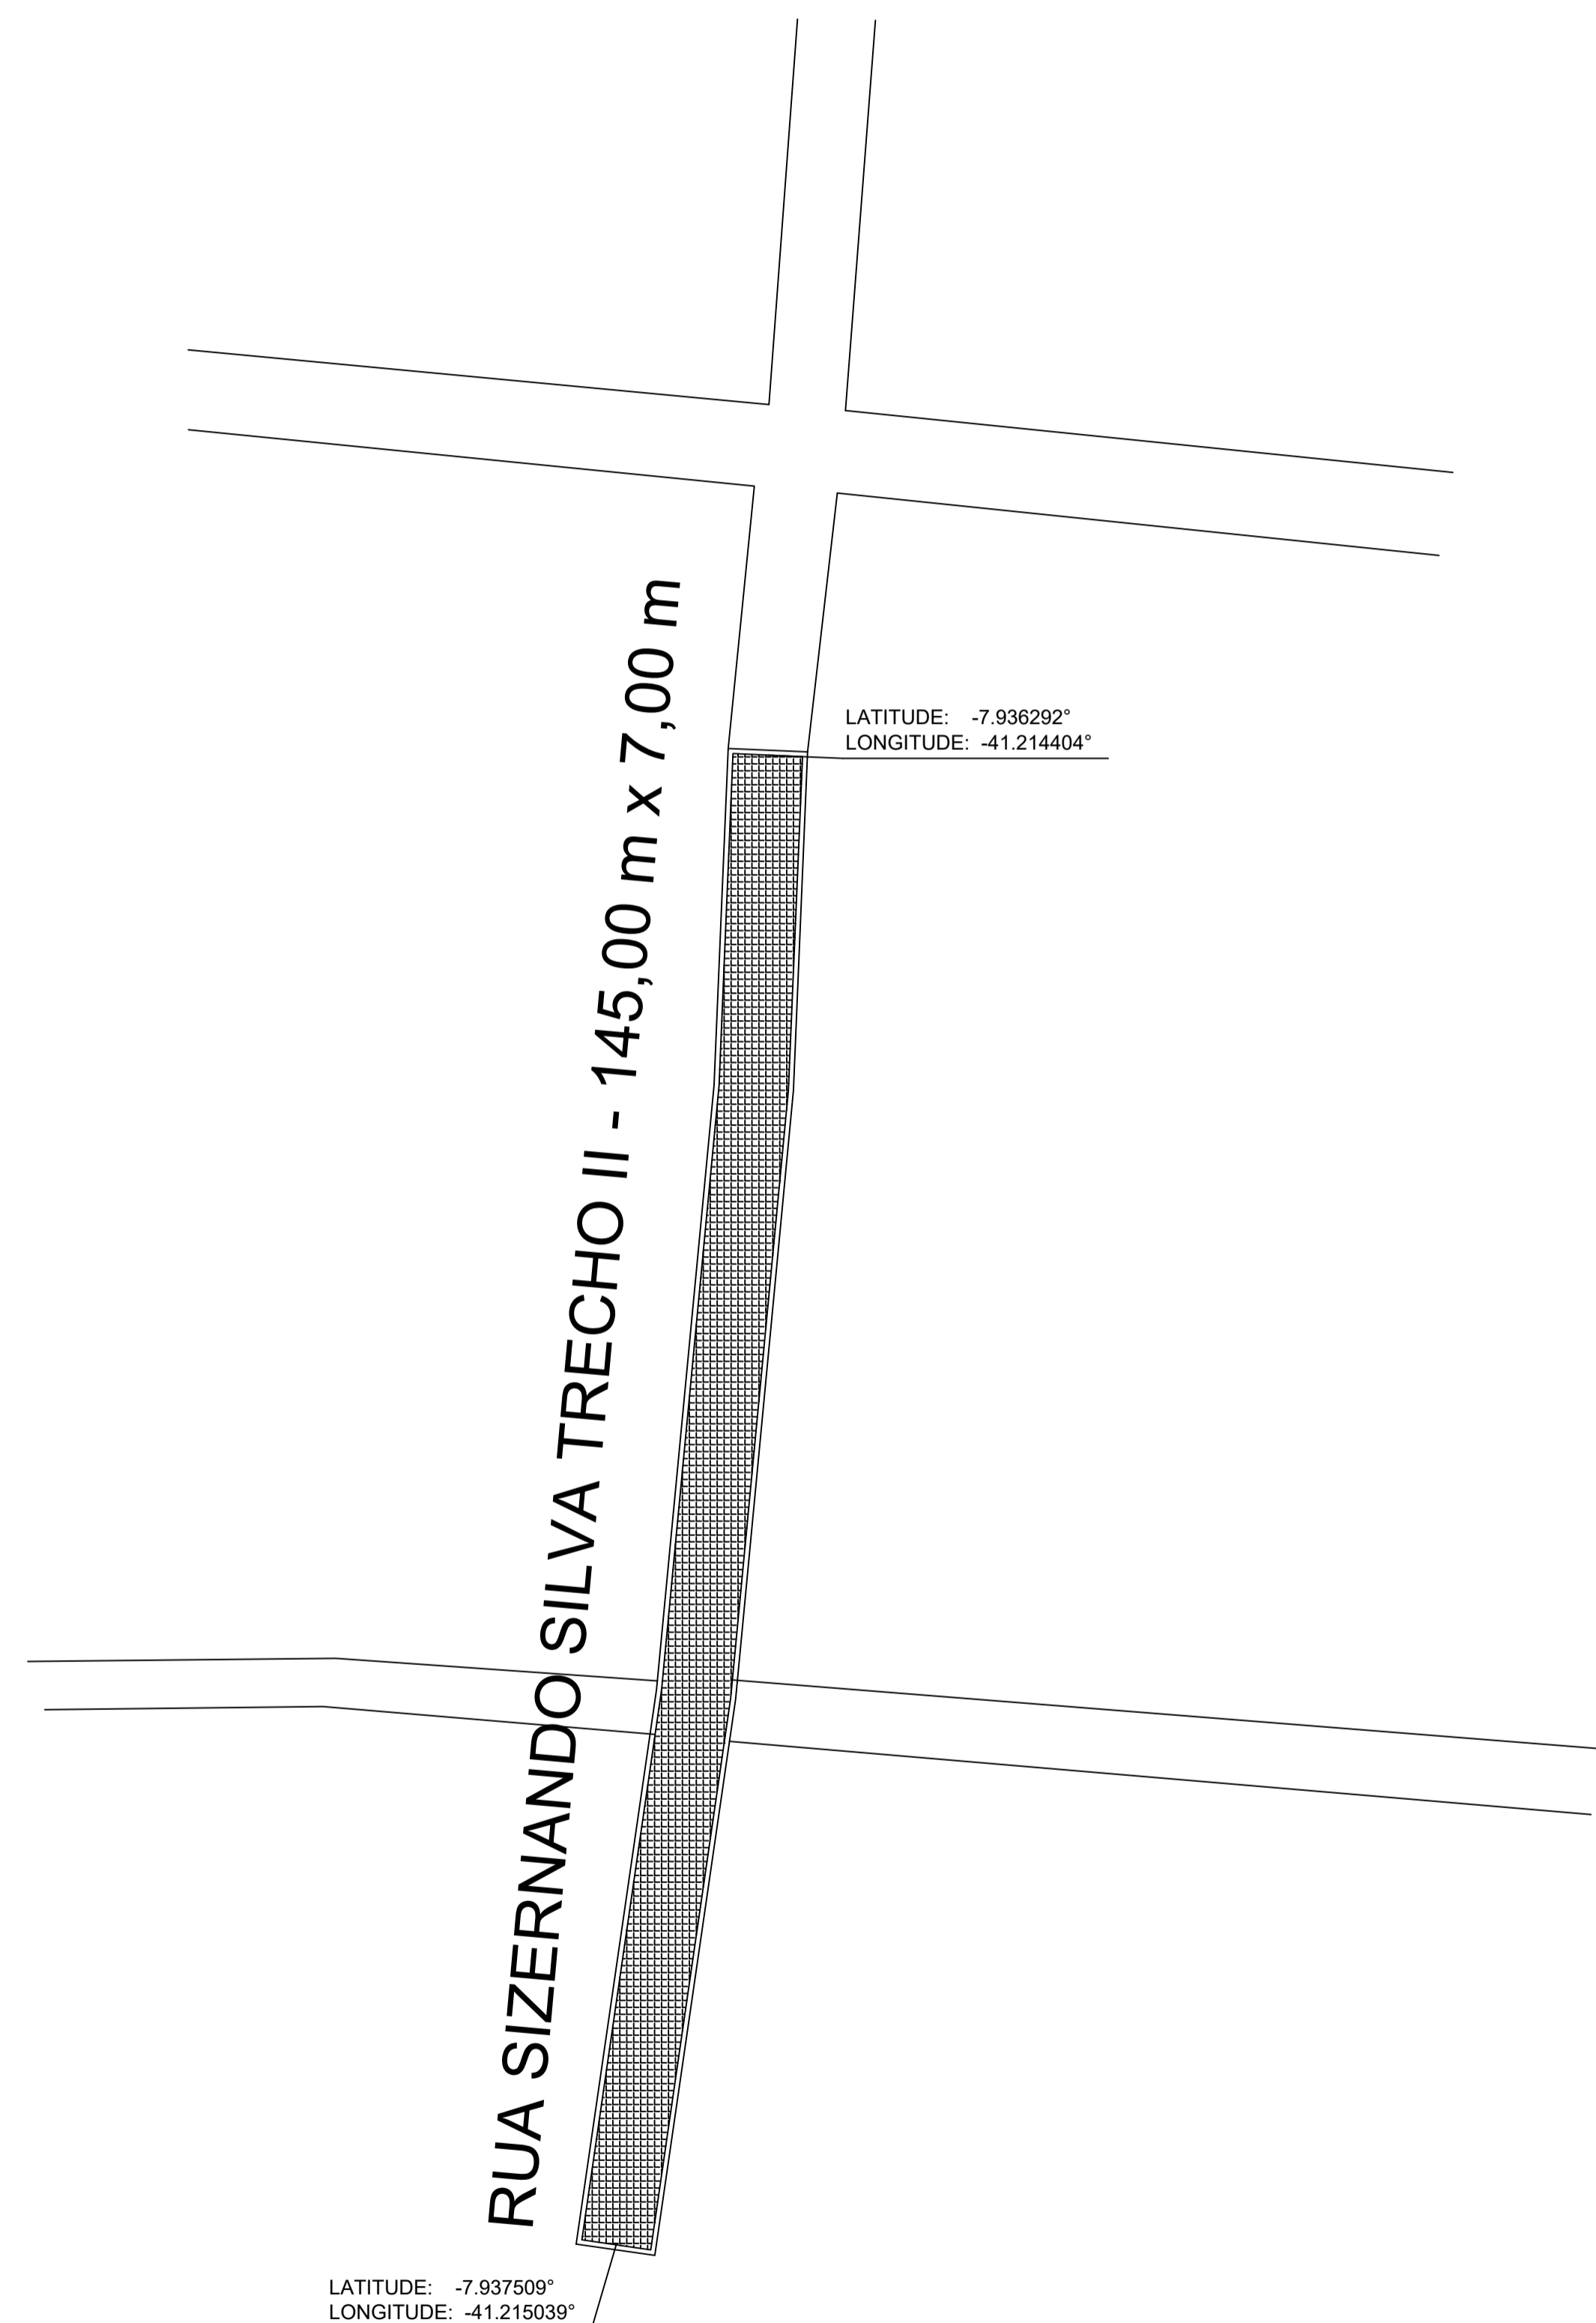 RUA SIZERNANDO SILVA TRECHO II - 145,00 m x 7,00 m
LATITUDE: -7.936292°
LONGITUDE: -41.214404°
LATITUDE: -7.937509°
LONGITUDE: -41.215039°